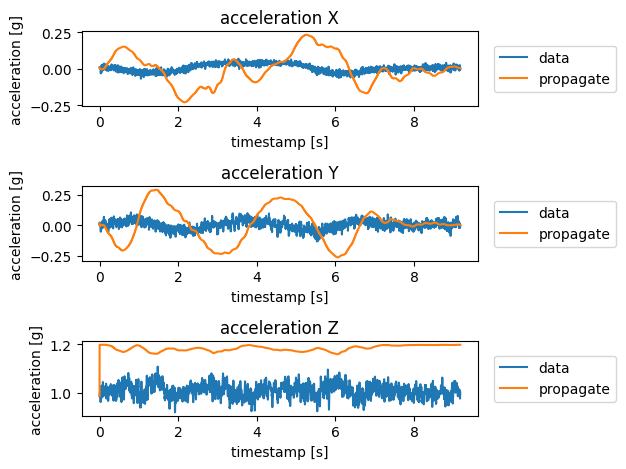 acceleration X
acceleration [g]
0.25
0.00
−0.25
0 2 4 6 8
timestamp [s]
data
propagate
acceleration Y
acceleration [g]
0.25
0.00
−0.25
0 2 4 6 8
timestamp [s]
data
propagate
acceleration Z
acceleration [g]
1.2
1.0
0 2 4 6 8
timestamp [s]
data
propagate